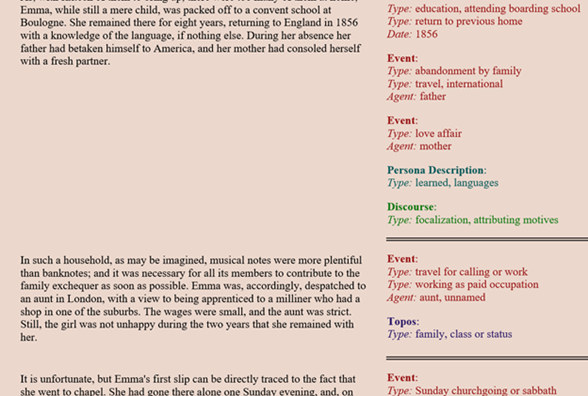 Emma, while still a mere child, was packed off to a convent school at
Boulogne. She remained there for eight years, returning to England in 1856
with a knowledge of the language, if nothing else. During her absence her
father had betaken himself to America, and her mother had consoled herself
with a fresh partner.
Type: education, attending boarding school
Type: return to previous home
Date: 1856
Event:
Type: abandonment by family
Type: travel, international
Agent: father
Event:
Type: love affair
Agent: mother
Persona Description:
Type: learned, languages
Discourse:
Type: focalization, attributing motives
In such a household, as may be imagined, musical notes were more plentiful
than banknotes; and it was necessary for all its members to contribute to the
family exchequer as soon as possible. Emma was, accordingly, despatched to
an aunt in London, with a view to being apprenticed to a milliner who had a
shop in one of the suburbs. The wages were small, and the aunt was strict.
Still, the girl was not unhappy during the two years that she remained with
her.
Event:
Type: travel for calling or work
Type: working as paid occupation
Agent: aunt, unnamed
Topos:
Type: family, class or status
It is unfortunate, but Emma's first slip can be directly traced to the fact that
she went to chapel. She had gone there alone one Sunday evening, and, on
Event:
Type: Sunday churchgoing or sabbath